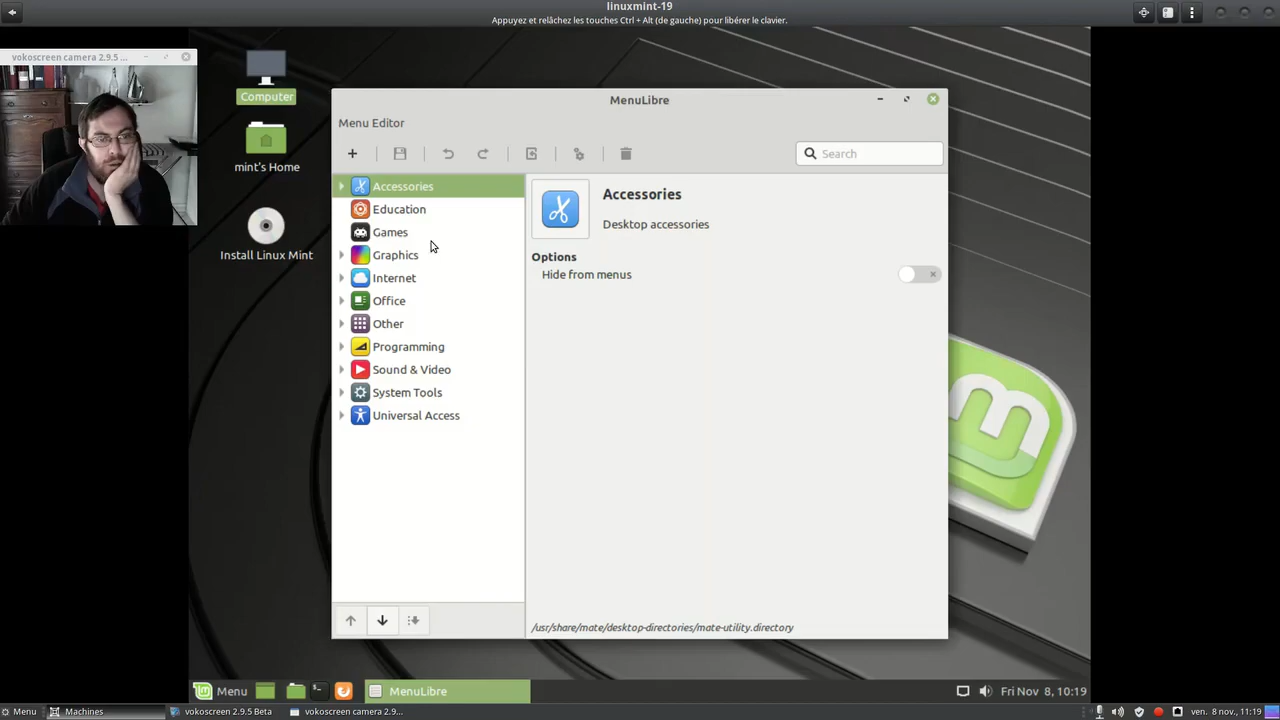 linuxmint-19
Appuyez et relâchez les touches Ctrl + Alt (de gauche) pour libérer le clavier.
vokoscreen camera 2.9.5 ...
Computer
mint's Home
Install Linux Mint
MenuLibre
Menu Editor
Search
Accessories
Education
Games
Graphics
Internet
Office
Other
Programming
Sound & Video
System Tools
Universal Access
Accessories
Desktop accessories
Options
Hide from menus
/usr/share/mate/desktop-directories/mate-utility.directory
Menu
MenuLibre
Fri Nov 8, 10:19
Menu
Machines
vokoscreen 2.9.5 Beta
vokoscreen camera 2.9...
ven. 8 nov., 11:19